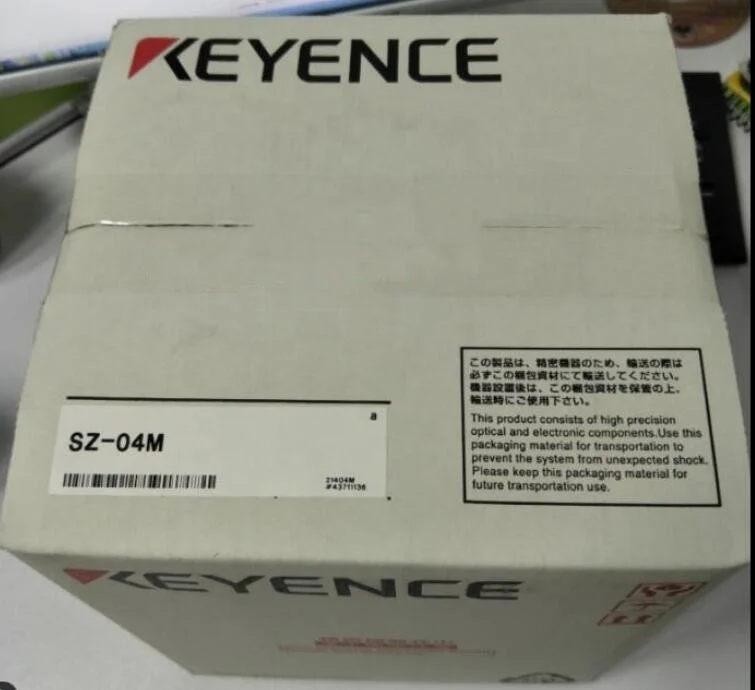 KEYENCE
この製品は、精密機器のため、輸送の際は
必ずこの梱包資材にて輸送してください。
機器設置後は、この梱包資材を保管の上、
輸送時にご使用下さい。
This product consists of high precision
optical and electronic components.Use this
packaging material for transportation to
prevent the system from unexpected shock.
Please keep this packaging material for
future transportation use.
a
SZ-04M
21404M
#43711136
KEYENCE